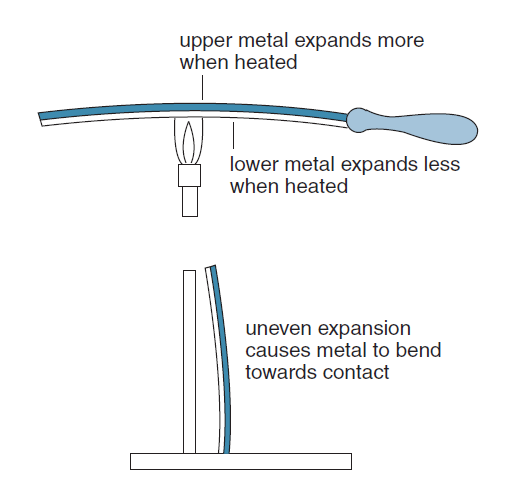 upper metal expands more
when heated
lower metal expands less
when heated
uneven expansion
causes metal to bend
towards contact